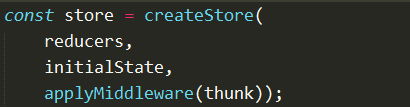 const store = createStore(
    reducers,
    initialState,
    applyMiddleware(thunk));